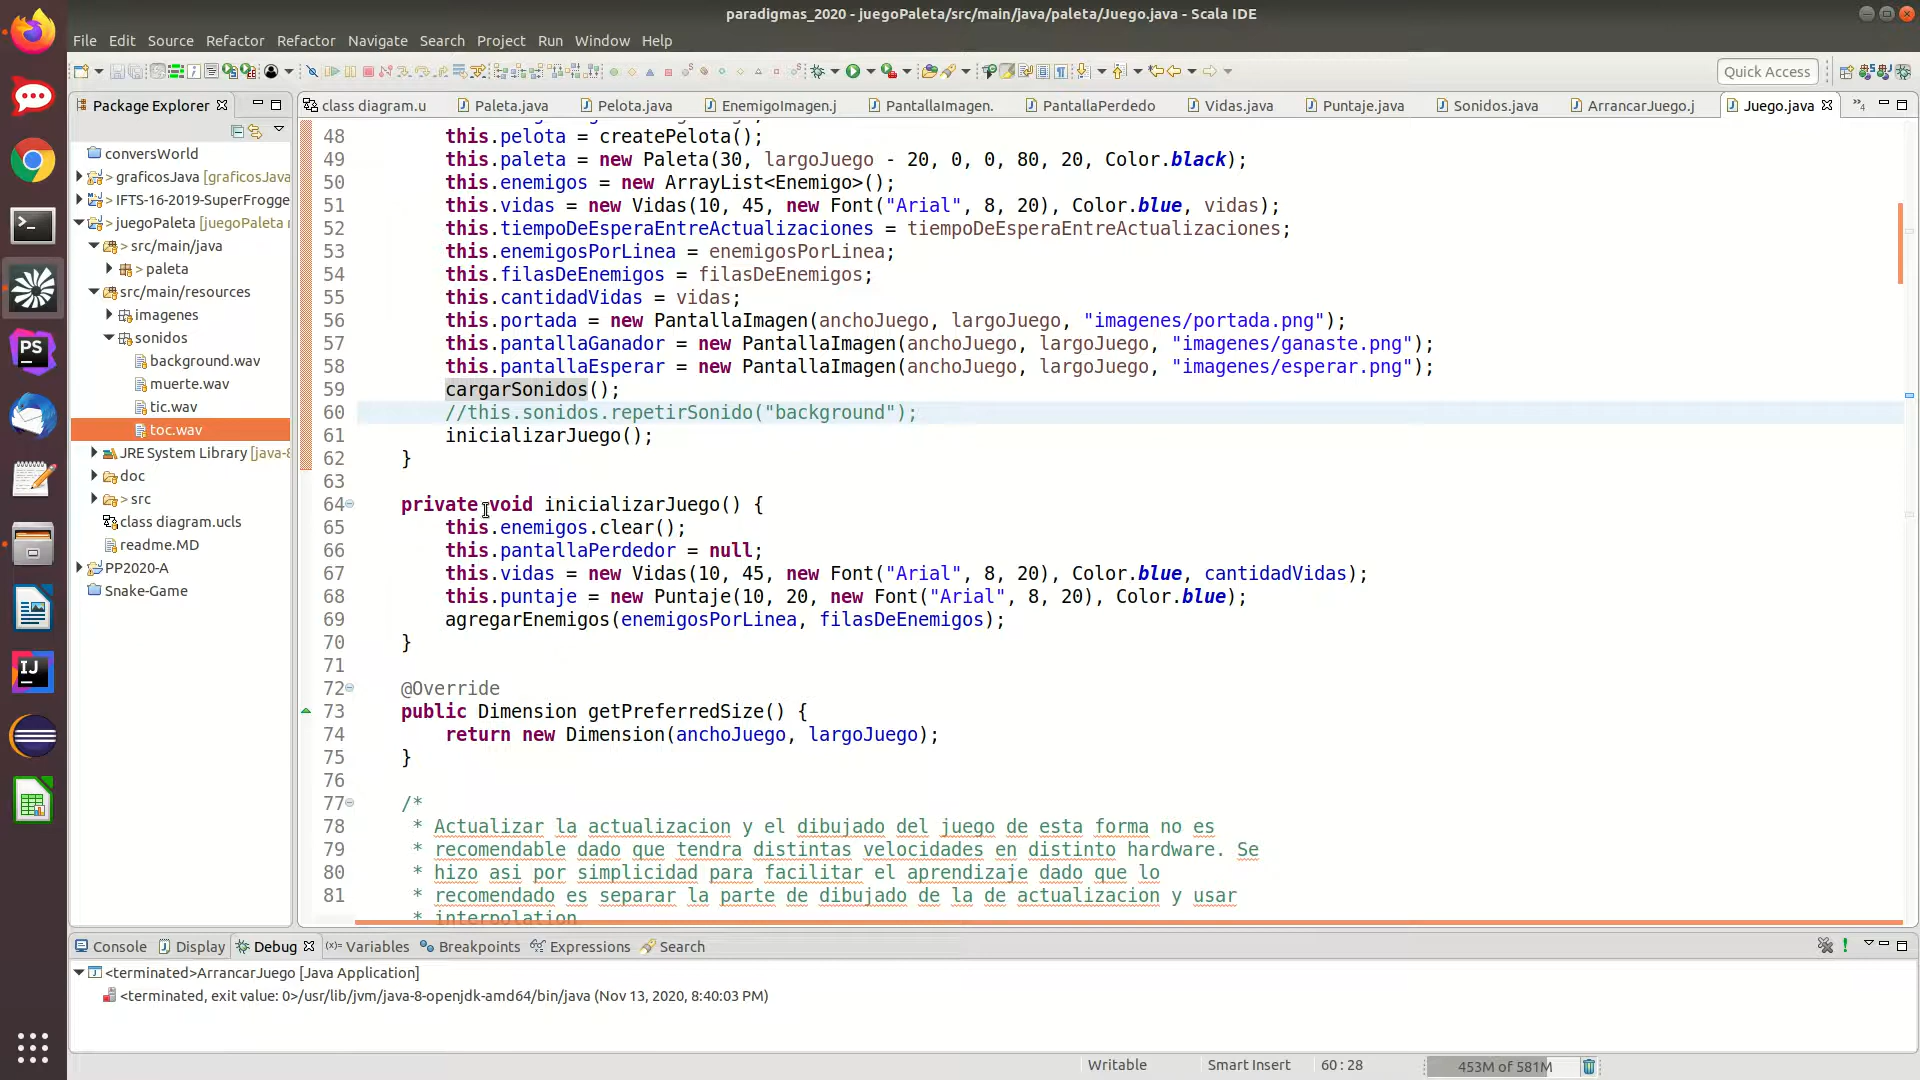 paradigmas_2020 - juegoPaleta/src/main/java/paleta/Juego.java - Scala IDE
File Edit Source Refactor Refactor Navigate Search Project Run Window Help
Quick Access
Package Explorer
class diagram.u Paleta.java Pelota.java EnemigoImagen.j PantallaImagen. PantallaPerdedo Vidas.java Puntaje.java Sonidos.java ArrancarJuego.j Juego.java
conversWorld
> graficosJava [graficosJava
> IFTS-16-2019-SuperFrogge
> juegoPaleta [juegoPaleta
> src/main/java
> paleta
src/main/resources
imagenes
sonidos
background.wav
muerte.wav
tic.wav
toc.wav
JRE System Library [java-8
doc
> src
class diagram.ucls
readme.MD
PP2020-A
Snake-Game
48 this.pelota = createPelota();
49 this.paleta = new Paleta(30, largoJuego - 20, 0, 0, 80, 20, Color.black);
50 this.enemigos = new ArrayList<Enemigo>();
51 this.vidas = new Vidas(10, 45, new Font("Arial", 8, 20), Color.blue, vidas);
52 this.tiempoDeEsperaEntreActualizaciones = tiempoDeEsperaEntreActualizaciones;
53 this.enemigosPorLinea = enemigosPorLinea;
54 this.filasDeEnemigos = filasDeEnemigos;
55 this.cantidadVidas = vidas;
56 this.portada = new PantallaImagen(anchoJuego, largoJuego, "imagenes/portada.png");
57 this.pantallaGanador = new PantallaImagen(anchoJuego, largoJuego, "imagenes/ganaste.png");
58 this.pantallaEsperar = new PantallaImagen(anchoJuego, largoJuego, "imagenes/esperar.png");
59 cargarSonidos();
60 //this.sonidos.repetirSonido("background");
61 inicializarJuego();
62 }
63
64 private void inicializarJuego() {
65 this.enemigos.clear();
66 this.pantallaPerdedor = null;
67 this.vidas = new Vidas(10, 45, new Font("Arial", 8, 20), Color.blue, cantidadVidas);
68 this.puntaje = new Puntaje(10, 20, new Font("Arial", 8, 20), Color.blue);
69 agregarEnemigos(enemigosPorLinea, filasDeEnemigos);
70 }
71
72 @Override
73 public Dimension getPreferredSize() {
74 return new Dimension(anchoJuego, largoJuego);
75 }
76
77 /*
78 * Actualizar la actualizacion y el dibujado del juego de esta forma no es
79 * recomendable dado que tendra distintas velocidades en distinto hardware. Se
80 * hizo asi por simplicidad para facilitar el aprendizaje dado que lo
81 * recomendado es separar la parte de dibujado de la de actualizacion y usar
* interpolation
Console Display Debug Variables Breakpoints Expressions Search
<terminated>ArrancarJuego [Java Application]
<terminated, exit value: 0>/usr/lib/jvm/java-8-openjdk-amd64/bin/java (Nov 13, 2020, 8:40:03 PM)
Writable Smart Insert 60:28 453M of 581M
PS
IJ